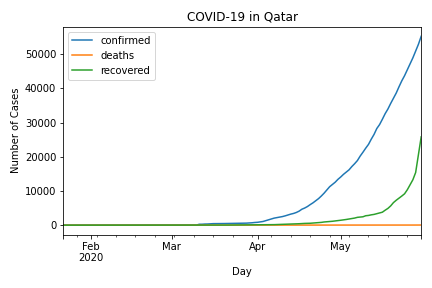 COVID-19 in Qatar
confirmed
deaths
recovered
Number of Cases
50000
40000
30000
20000
10000
0
Feb Mar Apr May
2020
Day